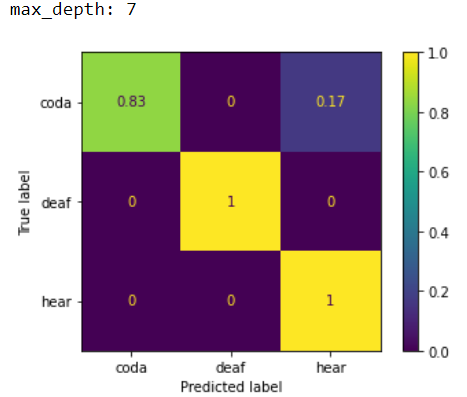 max_depth: 7
1.0
coda 0.83 0 0.17
0.8
0.6
deaf 0 1 0
True label
0.4
hear 0 0 1
0.2
0.0
coda deaf hear
Predicted label